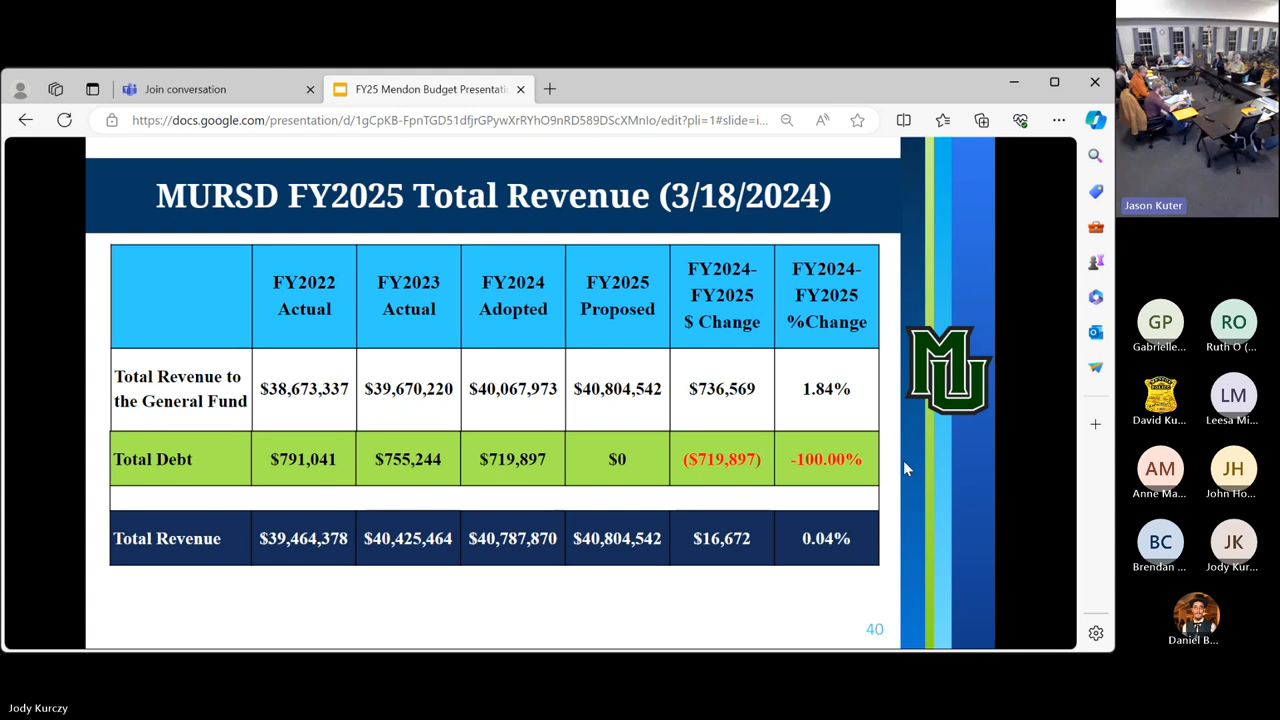 Join conversation
FY25 Mendon Budget Presentati
https://docs.google.com/presentation/d/1gCpKB-FpnTGD51dfjrGPywXrRYhO9nRD589DScXMnIo/edit?pli=1#slide=i...
MURSD FY2025 Total Revenue (3/18/2024)
FY2022 Actual
FY2023 Actual
FY2024 Adopted
FY2025 Proposed
FY2024-FY2025 $ Change
FY2024-FY2025 %Change
Total Revenue to the General Fund
$38,673,337 $39,670,220 $40,067,973 $40,804,542 $736,569 1.84%
Total Debt $791,041 $755,244 $719,897 $0 ($719,897) -100.00%
Total Revenue $39,464,378 $40,425,464 $40,787,870 $40,804,542 $16,672 0.04%
40
MU
Jason Kuter
GP RO
Gabrielle... Ruth O (...
LM
David Ku... Leesa Mi...
AM JH
Anne Ma... John Ho...
BC JK
Brendan ... Jody Kur...
Daniel B...
Jody Kurczy